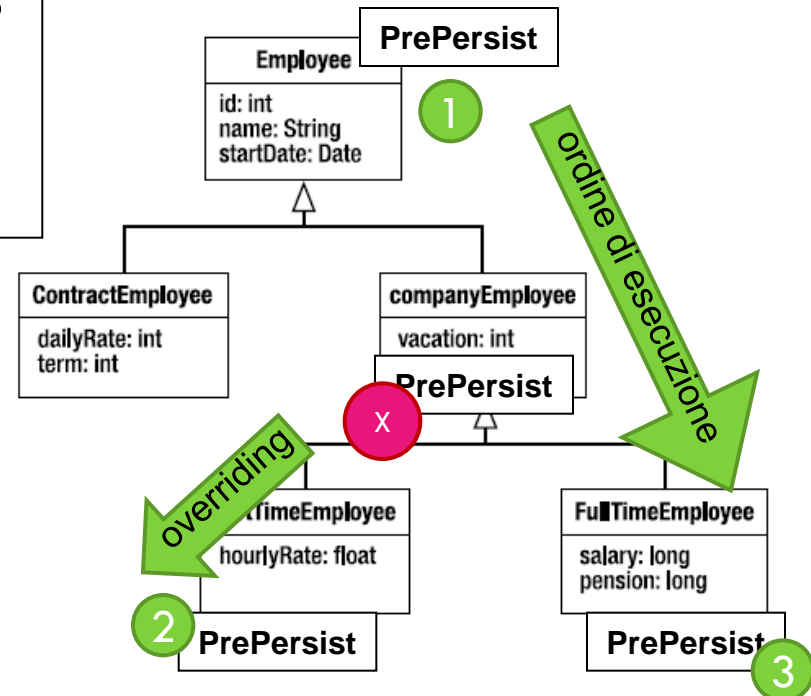 PrePersist
Employee
id: int
name: String
startDate: Date
1
ordine di esecuzione
ContractEmployee
dailyRate: int
term: int
companyEmployee
vacation: int
PrePersist
X
overriding
TimeEmployee
hourlyRate: float
2
PrePersist
FullTimeEmployee
salary: long
pension: long
PrePersist
3